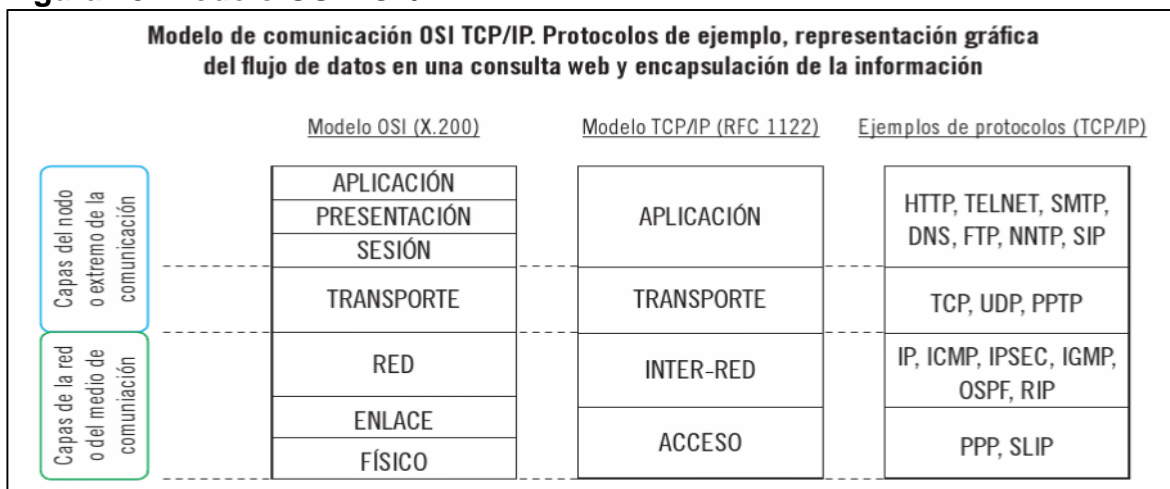 Modelo de comunicación OSI TCP/IP. Protocolos de ejemplo, representación gráfica
del flujo de datos en una consulta web y encapsulación de la información
Modelo OSI (X.200)
Modelo TCP/IP (RFC 1122)
Ejemplos de protocolos (TCP/IP)
Capas del nodo
o extremo de la
comunicación
APLICACIÓN
PRESENTACIÓN
SESIÓN
APLICACIÓN
HTTP, TELNET, SMTP,
DNS, FTP, NNTP, SIP
TRANSPORTE
TRANSPORTE
TCP, UDP, PPTP
Capas de la red
o del medio de
comuniación
RED
INTER-RED
IP, ICMP, IPSEC, IGMP,
OSPF, RIP
ENLACE
FÍSICO
ACCESO
PPP, SLIP